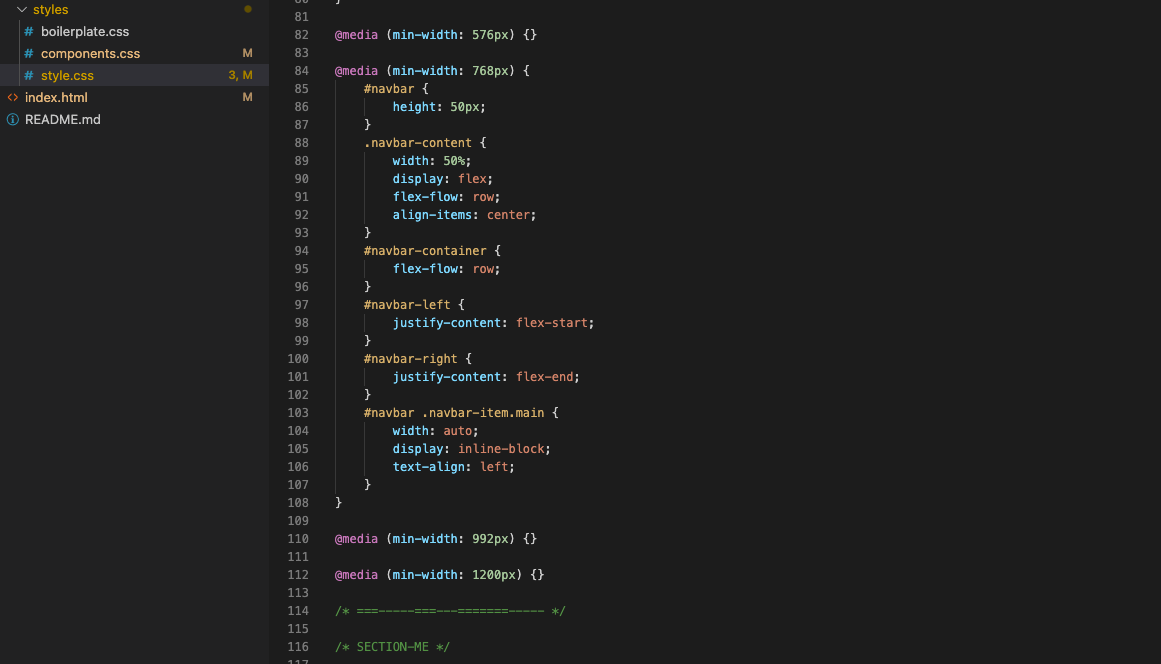 styles
# boilerplate.css
# components.css M
# style.css 3, M
<> index.html M
README.md
81
82 @media (min-width: 576px) {}
83
84 @media (min-width: 768px) {
85 #navbar {
86 height: 50px;
87 }
88 .navbar-content {
89 width: 50%;
90 display: flex;
91 flex-flow: row;
92 align-items: center;
93 }
94 #navbar-container {
95 flex-flow: row;
96 }
97 #navbar-left {
98 justify-content: flex-start;
99 }
100 #navbar-right {
101 justify-content: flex-end;
102 }
103 #navbar .navbar-item.main {
104 width: auto;
105 display: inline-block;
106 text-align: left;
107 }
108 }
109
110 @media (min-width: 992px) {}
111
112 @media (min-width: 1200px) {}
113
114 /* ===-----===---=======----- */
115
116 /* SECTION-ME */
117